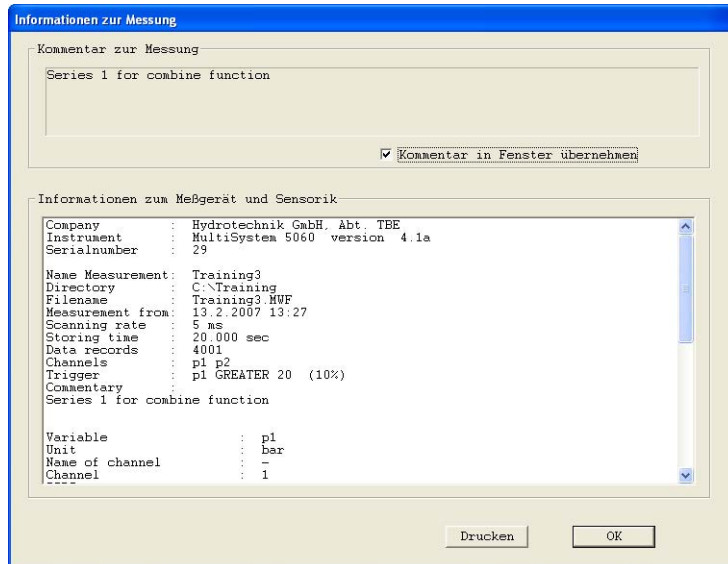 Informationen zur Messung
Kommentar zur Messung
Series 1 for combine function
Kommentar in Fenster übernehmen
Informationen zum Meßgerät und Sensorik
Company : Hydrotechnik GmbH, Abt. TBE
Instrument : MultiSystem 5060 version 4.1a
Serialnumber : 29
Name Measurement: Training3
Directory : C:\Training
Filename : Training3.MWF
Measurement from: 13.2.2007 13:27
Scanning rate : 5 ms
Storing time : 20.000 sec
Data records : 4001
Channels : p1 p2
Trigger : p1 GREATER 20 (10%)
Commentary :
Series 1 for combine function
Variable : p1
Unit : bar
Name of channel : -
Channel : 1
Drucken OK